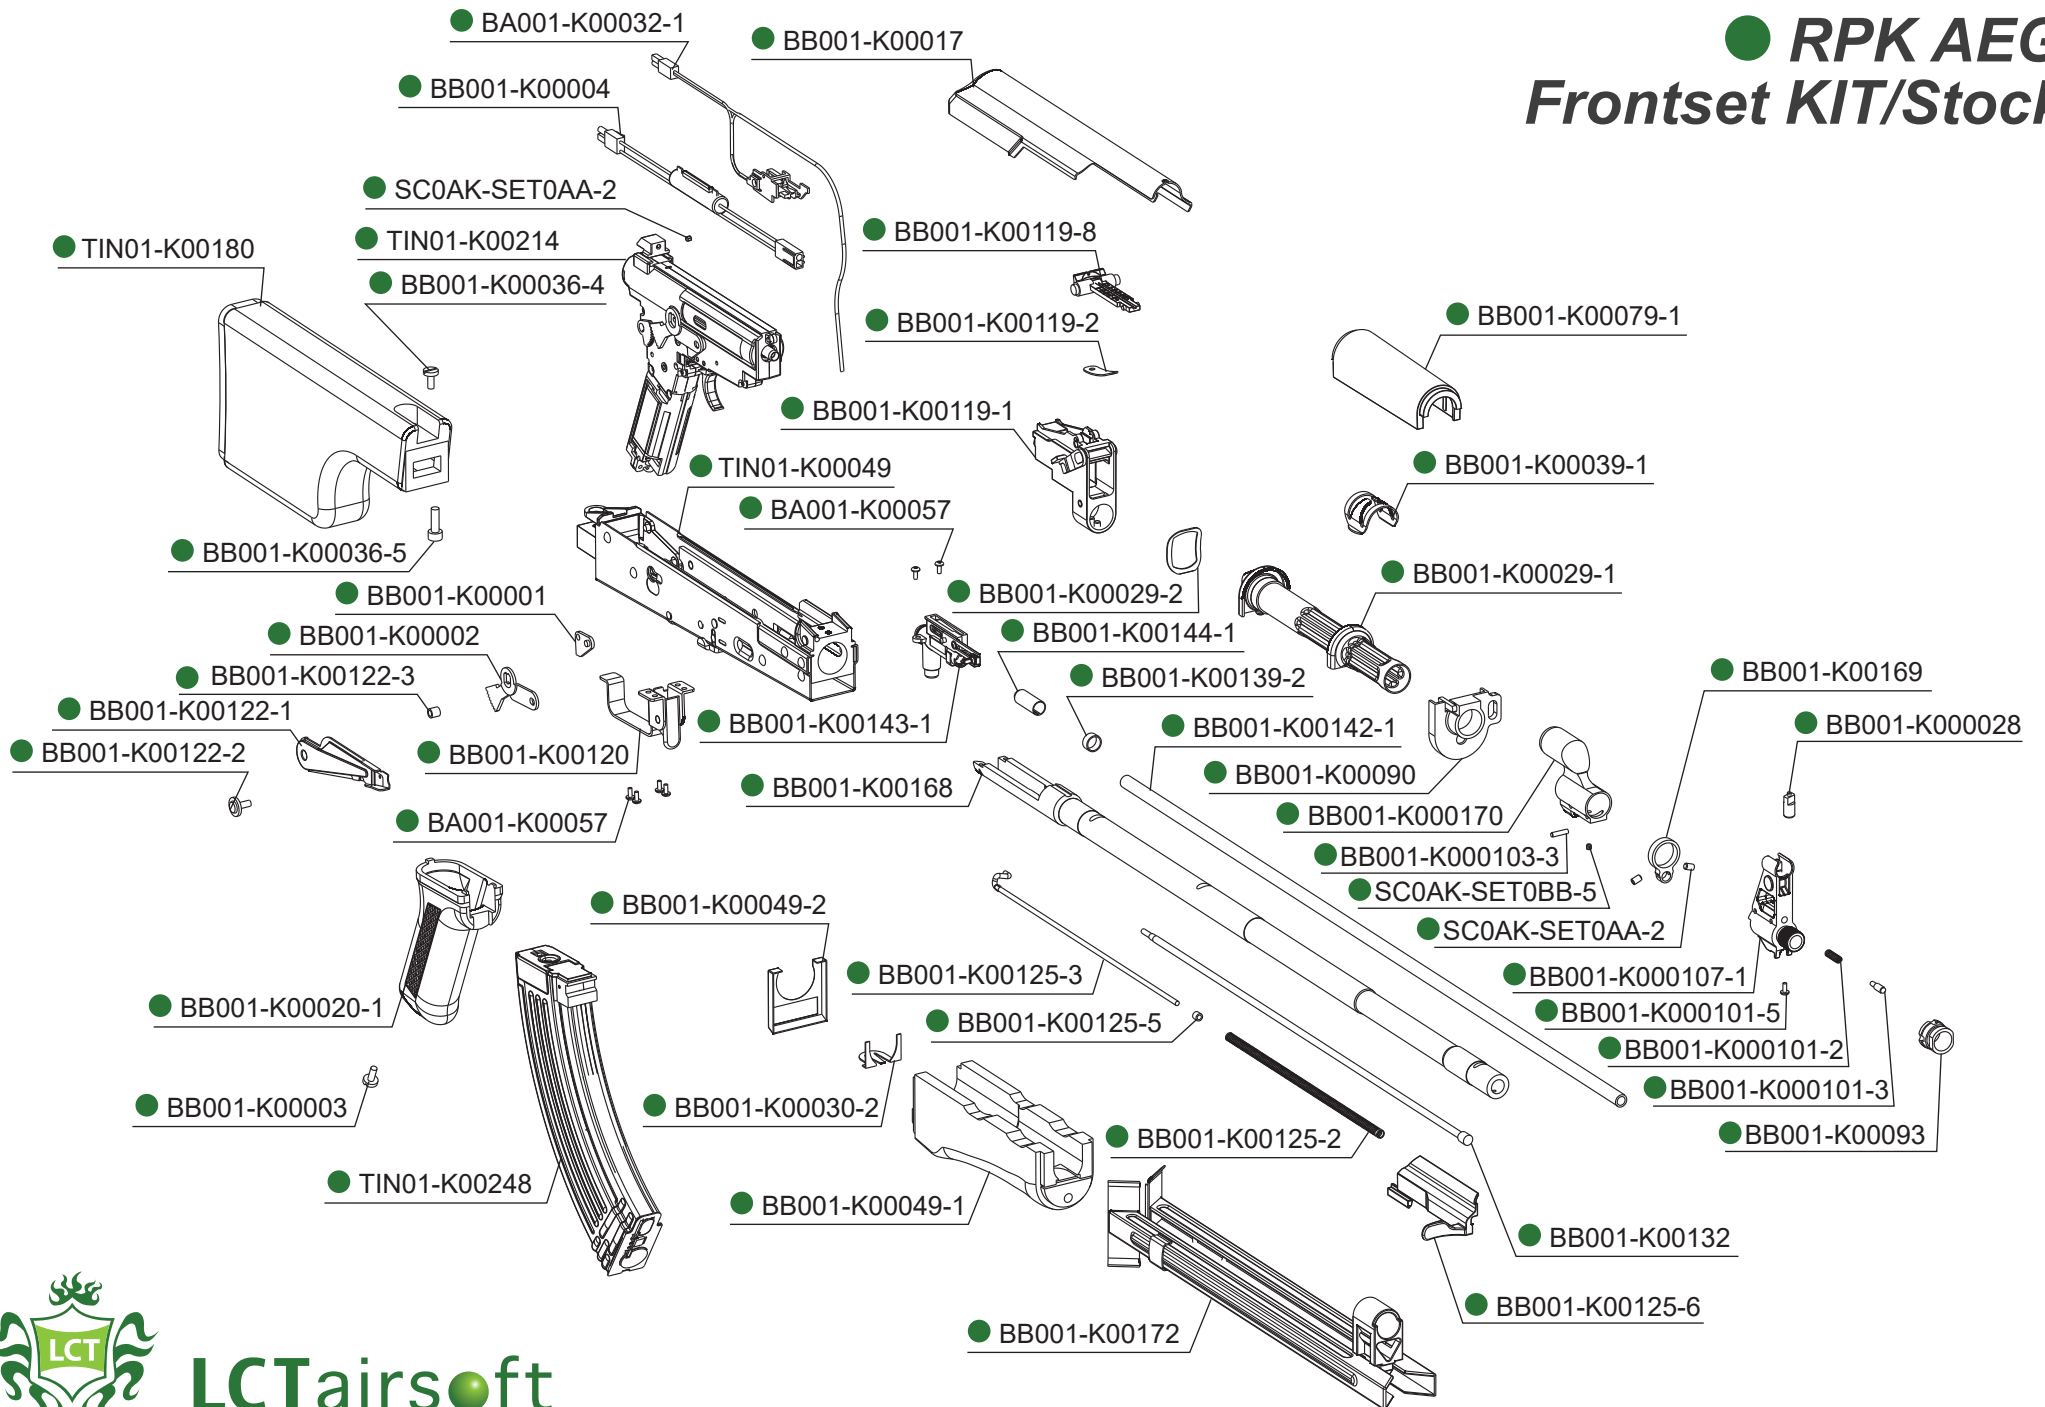 ● RPK AEG
Frontset KIT/Stock
BA001-K00032-1
BB001-K00017
BB001-K00004
SC0AK-SET0AA-2
TIN01-K00180
TIN01-K00214
BB001-K00119-8
BB001-K00036-4
BB001-K00119-2
BB001-K00079-1
BB001-K00119-1
TIN01-K00049
BB001-K00039-1
BA001-K00057
BB001-K00036-5
BB001-K00029-1
BB001-K00001
BB001-K00029-2
BB001-K00002
BB001-K00144-1
BB001-K00122-3
BB001-K00139-2
BB001-K00169
BB001-K00122-1
BB001-K00143-1
BB001-K00142-1
BB001-K000028
BB001-K00122-2
BB001-K00120
BB001-K00090
BB001-K00168
BB001-K000170
BA001-K00057
BB001-K000103-3
SC0AK-SET0BB-5
BB001-K00049-2
SC0AK-SET0AA-2
BB001-K00125-3
BB001-K000107-1
BB001-K00020-1
BB001-K00125-5
BB001-K000101-5
BB001-K000101-2
BB001-K000101-3
BB001-K00003
BB001-K00030-2
BB001-K00125-2
BB001-K00093
TIN01-K00248
BB001-K00049-1
BB001-K00132
BB001-K00125-6
BB001-K00172
LCT
LCTairsoft